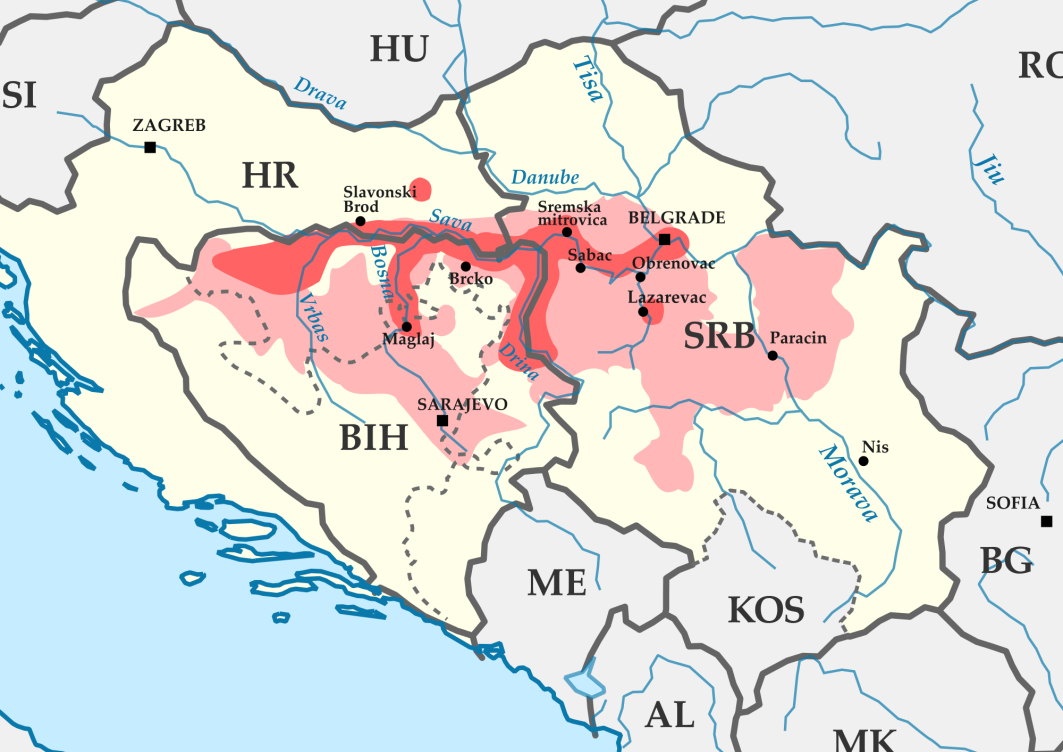 HU
RO
SI
Drava
Tisa
ZAGREB
Jiu
HR
Danube
Slavonski
Brod
Sava
Sremska
mitrovica
BELGRADE
Bosna
Sabac
Obrenovac
Brcko
Vrbas
Lazarevac
Maglaj
SRB
Paracin
Drina
SARAJEVO
BIH
Nis
Morava
SOFIA
BG
ME
KOS
AL
MK